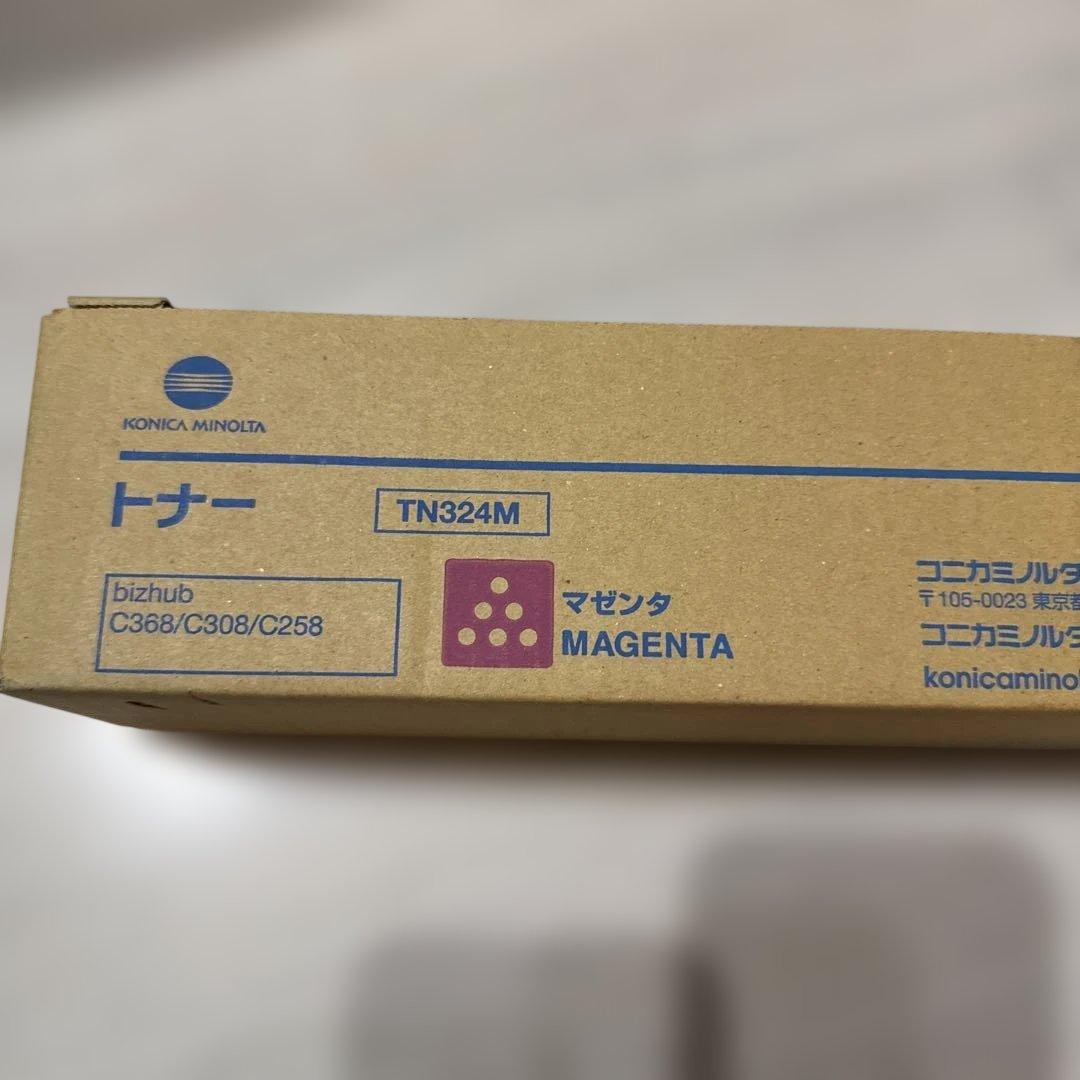 KONICA MINOLTA
トナー
TN324M
bizhub
C368/C308/C258
マゼンタ
MAGENTA
コニカミノルタ
〒105-0023 東京都
コニカミノルタ
konicamino